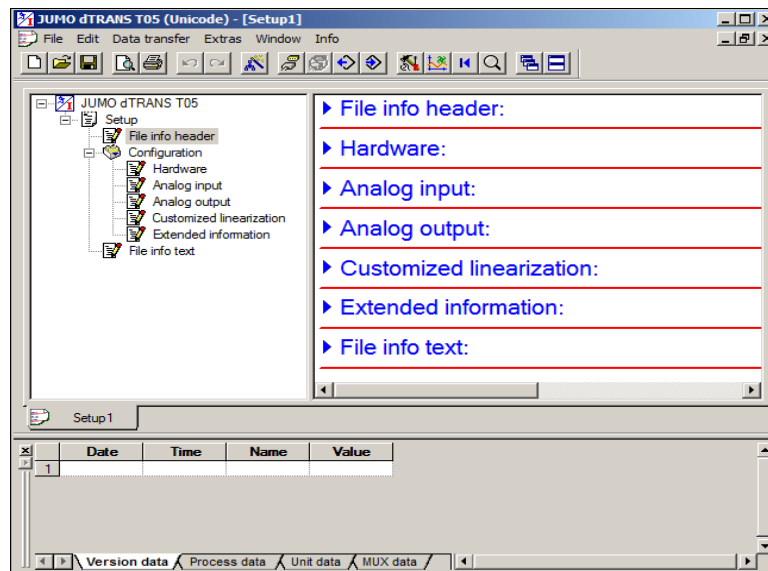 JUMO dTRANS T05 (Unicode) - [Setup1]
File Edit Data transfer Extras Window Info
JUMO dTRANS T05
Setup
File info header
Configuration
Hardware
Analog input
Analog output
Customized linearization
Extended information
File info text
File info header:
Hardware:
Analog input:
Analog output:
Customized linearization:
Extended information:
File info text:
Setup1
Date Time Name Value
1
Version data Process data Unit data MUX data